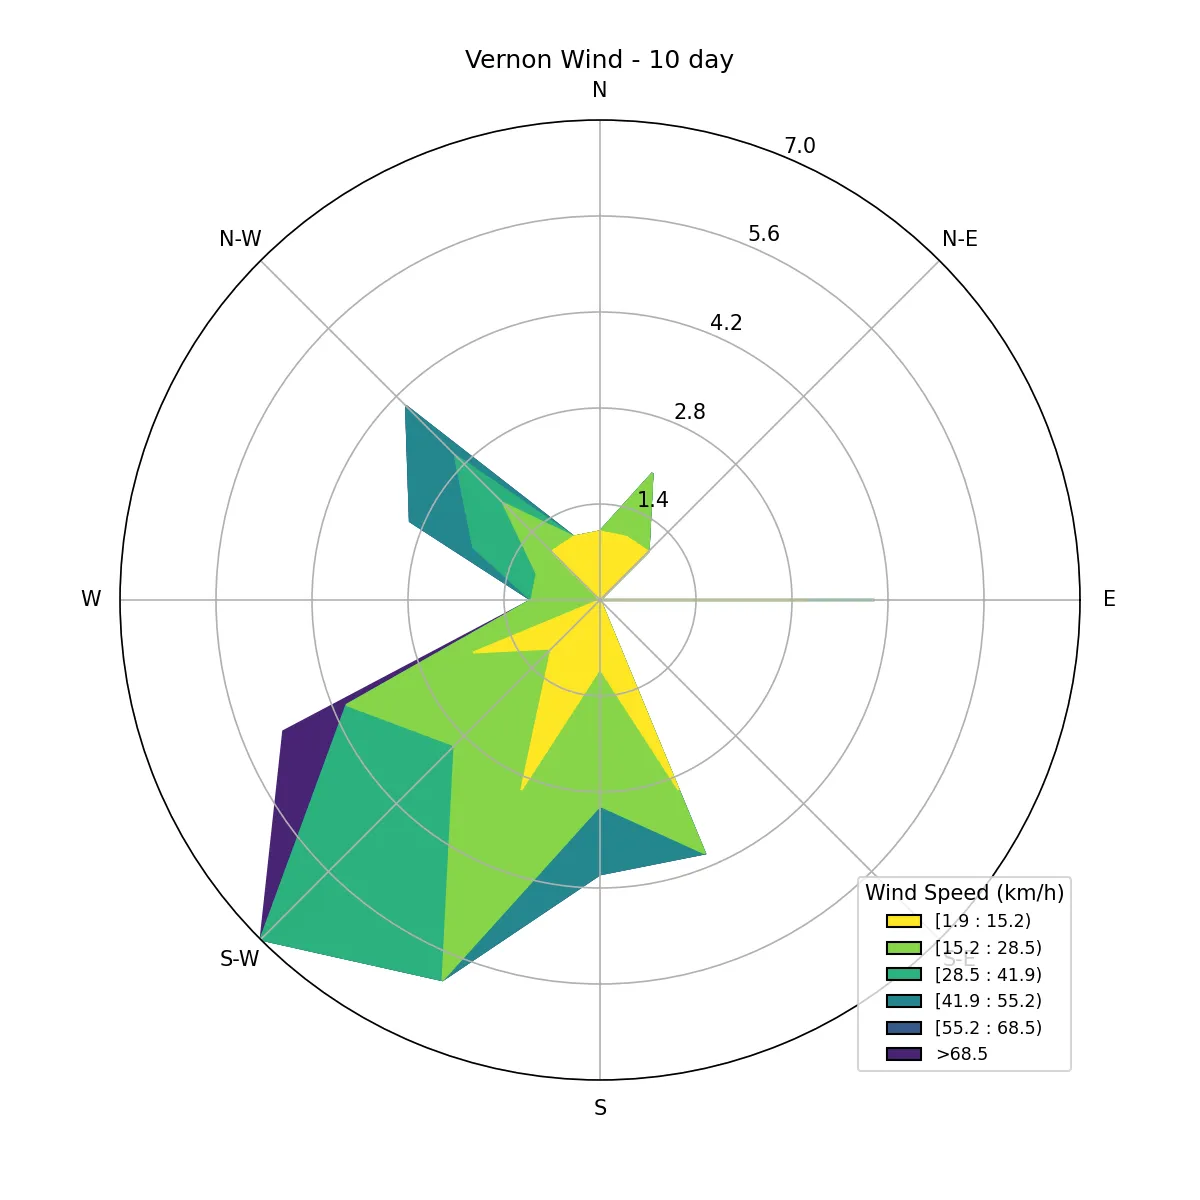 Vernon Wind - 10 day
N
7.0
5.6
N-W
N-E
4.2
2.8
1.4
W
E
S-W
S-E
Wind Speed (km/h)
[1.9 : 15.2)
[15.2 : 28.5)
[28.5 : 41.9)
[41.9 : 55.2)
[55.2 : 68.5)
>68.5
S